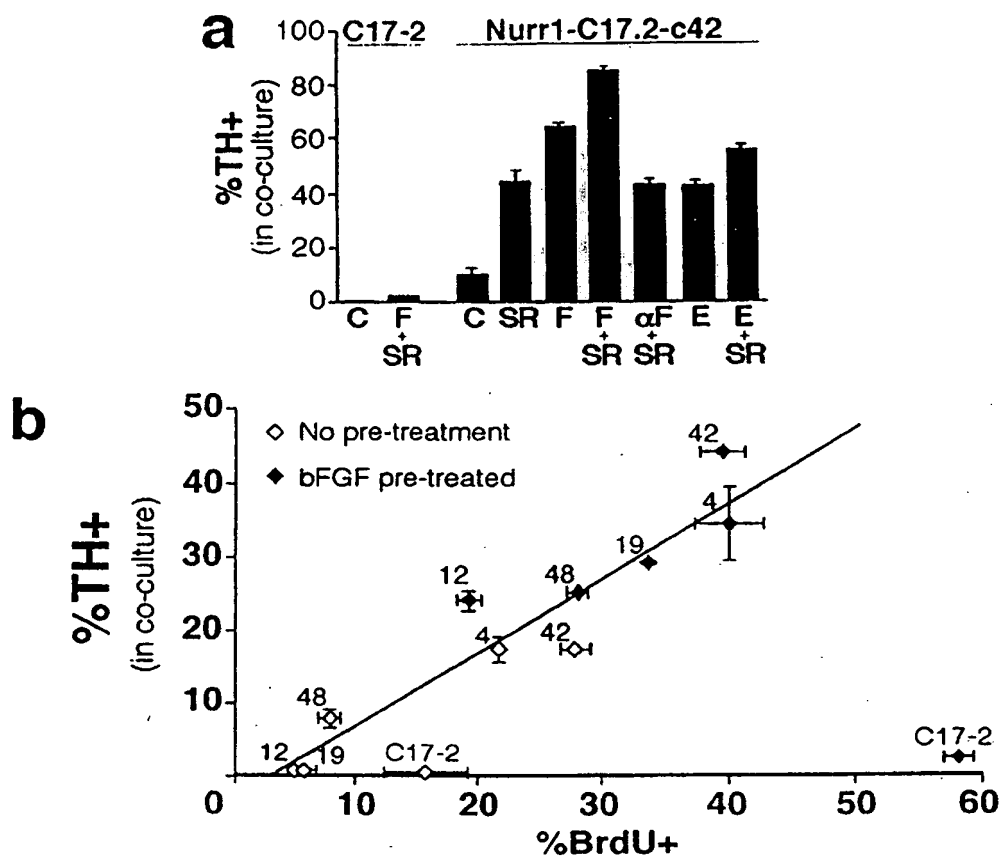 a
C17-2
Nurr1-C17.2-c42
%TH+
(in co-culture)
100
80
60
40
20
0
C
F
+
SR
C
SR
F
F
+
SR
αF
+
SR
E
E
+
SR
b
◇ No pre-treatment
◆ bFGF pre-treated
%TH+
(in co-culture)
50
40
30
20
10
42
4
19
48
12
4
42
48
12
19
C17-2
C17-2
0
10
20
30
40
50
60
%BrdU+